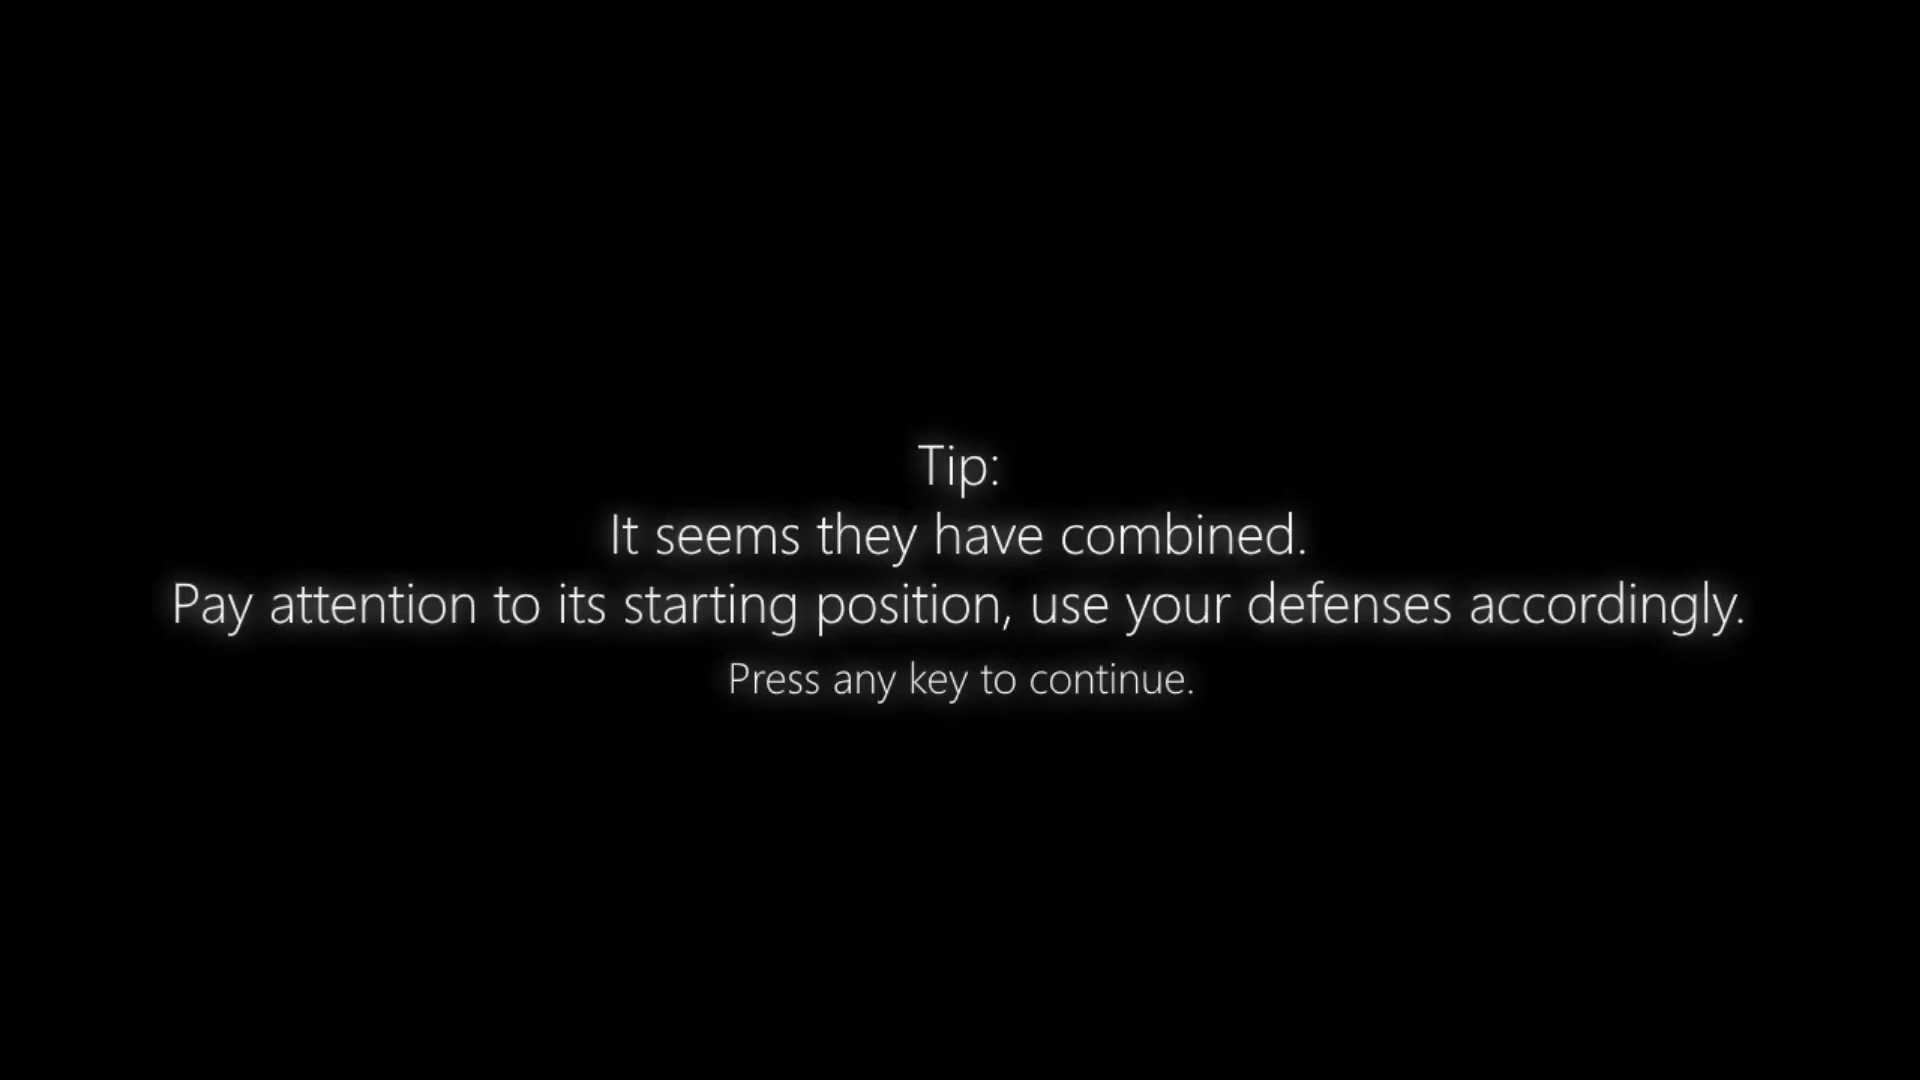 Tip:
It seems they have combined.
Pay attention to its starting position, use your defenses accordingly.
Press any key to continue.